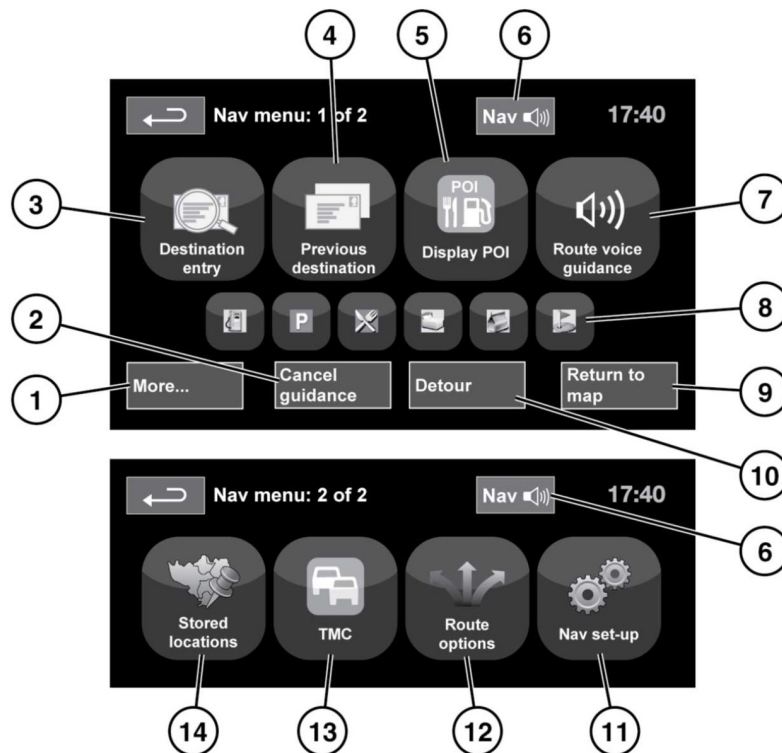 4
5
6
Nav menu: 1 of 2
Nav
17:40
3
7
POI
Destination
entry
Previous
destination
Display POI
Route voice
guidance
2
P
8
More...
Cancel
guidance
Detour
Return to
map
1
9
10
Nav menu: 2 of 2
Nav
17:40
6
Stored
locations
TMC
Route
options
Nav set-up
14
13
12
11